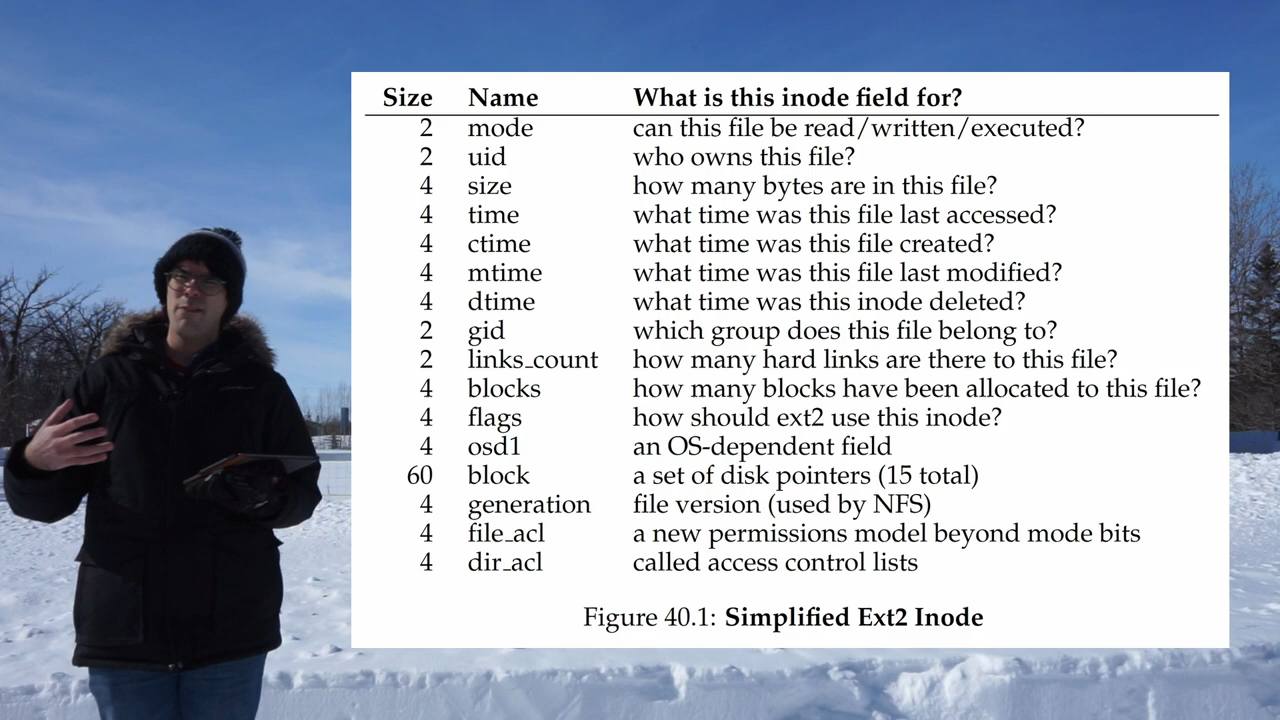 Size Name What is this inode field for?
2 mode can this file be read/written/executed?
2 uid who owns this file?
4 size how many bytes are in this file?
4 time what time was this file last accessed?
4 ctime what time was this file created?
4 mtime what time was this file last modified?
4 dtime what time was this inode deleted?
2 gid which group does this file belong to?
2 links_count how many hard links are there to this file?
4 blocks how many blocks have been allocated to this file?
4 flags how should ext2 use this inode?
4 osd1 an OS-dependent field
60 block a set of disk pointers (15 total)
4 generation file version (used by NFS)
4 file_acl a new permissions model beyond mode bits
4 dir_acl called access control lists
Figure 40.1: Simplified Ext2 Inode